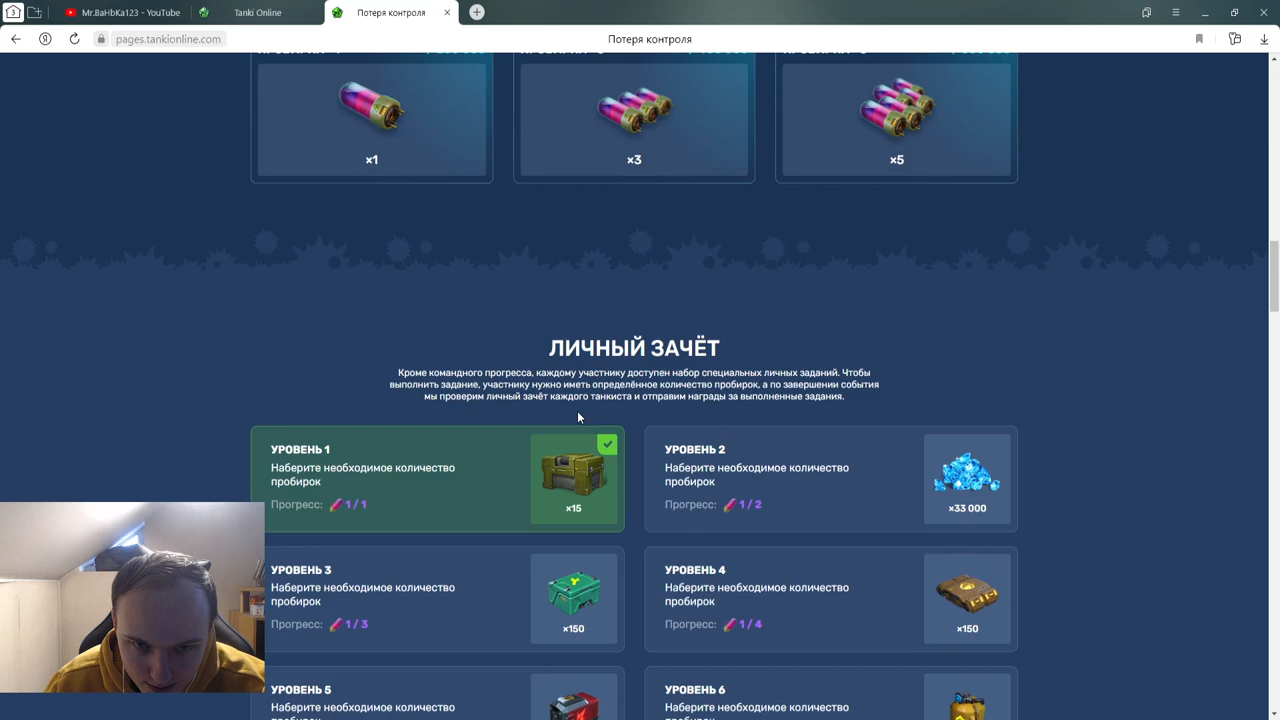 3
Mr.BaHbKa123 - YouTube
Tanki Online
Потеря контроля
pages.tankionline.com
Потеря контроля
×1
×3
×5
ЛИЧНЫЙ ЗАЧЁТ
Кроме командного прогресса, каждому участнику доступен набор специальных личных заданий. Чтобы
выполнить задание, участнику нужно иметь определённое количество пробирок, а по завершении события
мы проверим личный зачёт каждого танкиста и отправим награды за выполненные задания.
УРОВЕНЬ 1
Наберите необходимое количество
пробирок
Прогресс: 1 / 1
×15
УРОВЕНЬ 2
Наберите необходимое количество
пробирок
Прогресс: 1 / 2
×33 000
УРОВЕНЬ 3
Наберите необходимое количество
пробирок
Прогресс: 1 / 3
×150
УРОВЕНЬ 4
Наберите необходимое количество
пробирок
Прогресс: 1 / 4
×150
УРОВЕНЬ 5
Наберите необходимое количество
УРОВЕНЬ 6
Наберите необходимое количество